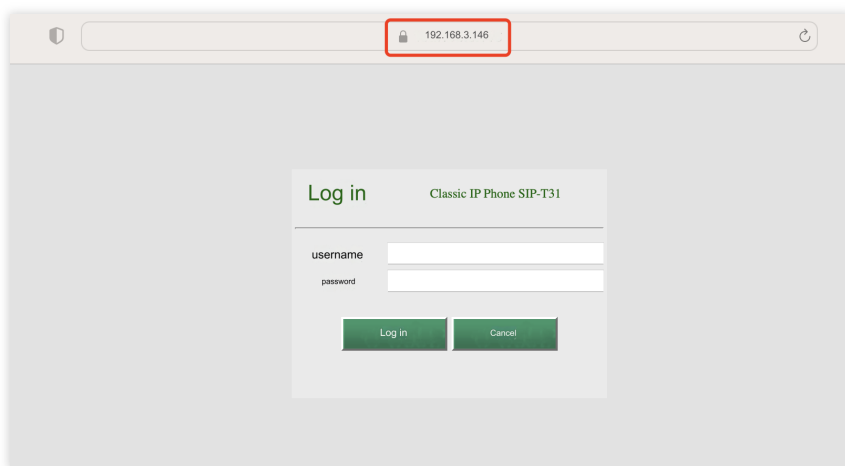 192.168.3.146
Log in Classic IP Phone SIP-T31
username
password
Log in Cancel